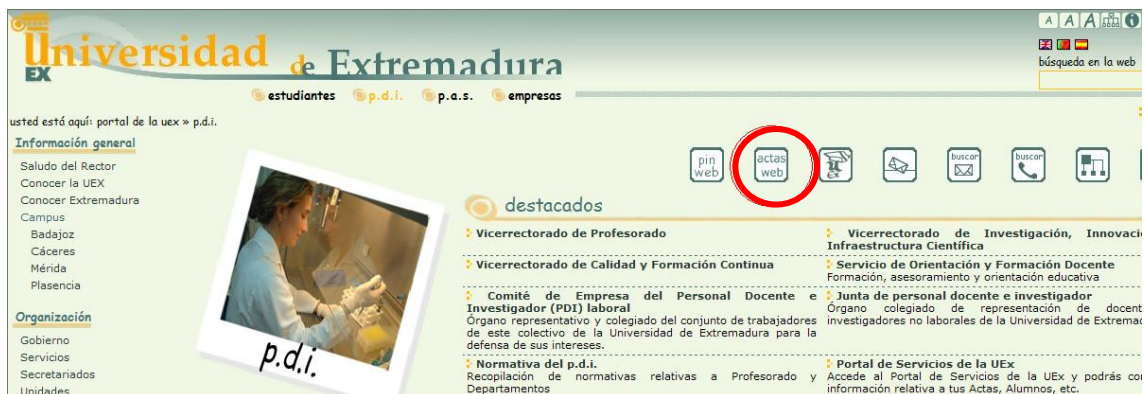 Universidad de Extremadura
EX
A A A
búsqueda en la web
estudiantes p.d.i. p.a.s. empresas
usted está aquí: portal de la uex » p.d.i.
Información general
Saludo del Rector
Conocer la UEX
Conocer Extremadura
Campus
Badajoz
Cáceres
Mérida
Plasencia
Organización
Gobierno
Servicios
Secretariados
Unidades
p.d.i.
pin web
actas web
UEX
buscar
buscar
destacados
Vicerrectorado de Profesorado
Vicerrectorado de Calidad y Formación Continua
Comité de Empresa del Personal Docente e
Investigador (PDI) laboral
Órgano representativo y colegiado del conjunto de trabajadores
de este colectivo de la Universidad de Extremadura para la
defensa de sus intereses.
Normativa del p.d.i.
Recopilación de normativas relativas a Profesorado y
Departamentos
Vicerrectorado de Investigación, Innovació
Infraestructura Científica
Servicio de Orientación y Formación Docente
Formación, asesoramiento y orientación educativa
Junta de personal docente e investigador
Órgano colegiado de representación de docent
investigadores no laborales de la Universidad de Extremad
Portal de Servicios de la UEx
Accede al Portal de Servicios de la UEx y podrás con
información relativa a tus Actas, Alumnos, etc.